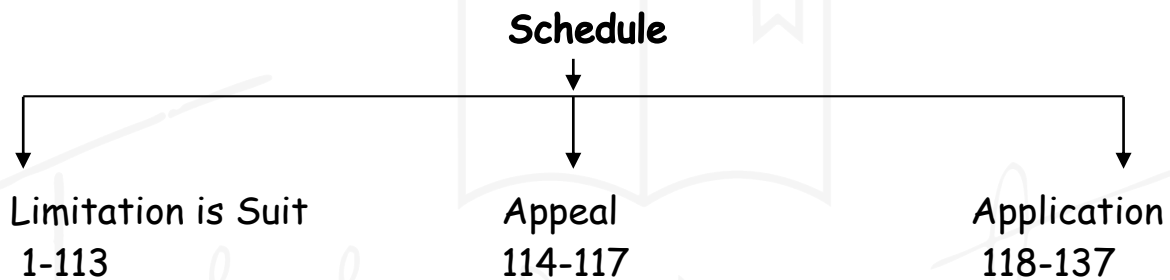 Schedule
Limitation is Suit
1-113
Appeal
114-117
Application
118-137